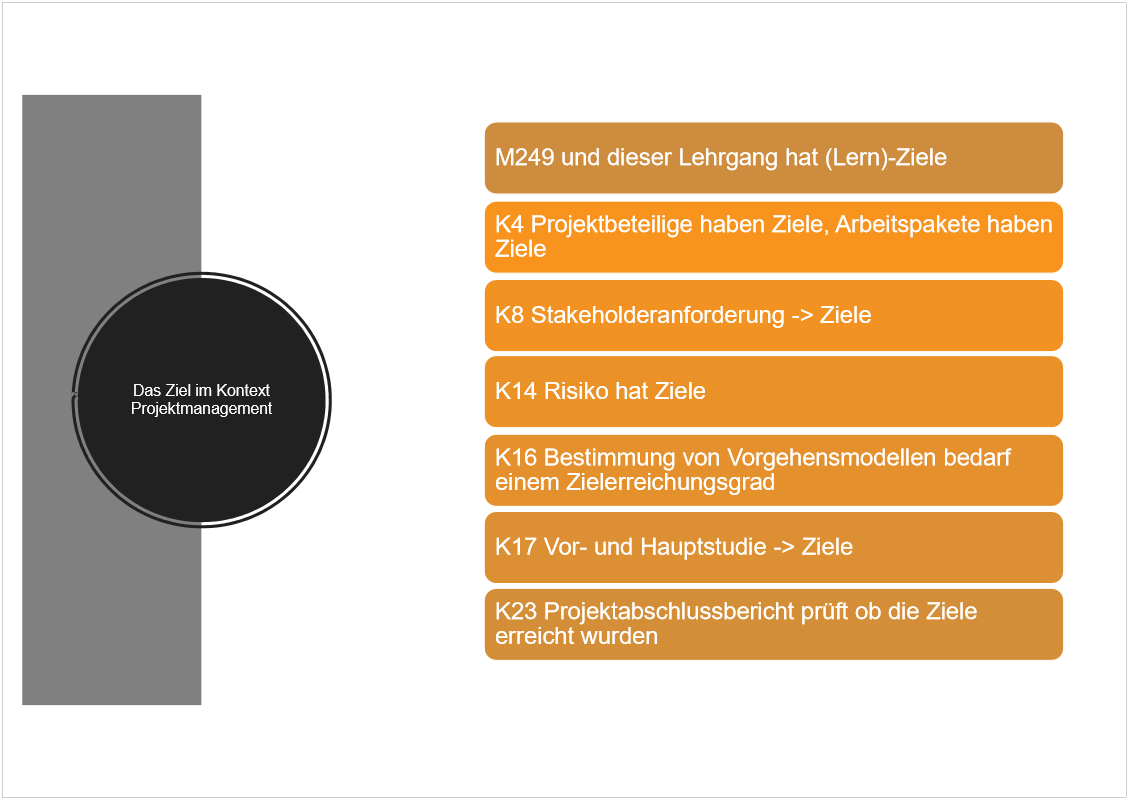 Das Ziel im Kontext
Projektmanagement
M249 und dieser Lehrgang hat (Lern)-Ziele
K4 Projektbeteilige haben Ziele, Arbeitspakete haben
Ziele
K8 Stakeholderanforderung -> Ziele
K14 Risiko hat Ziele
K16 Bestimmung von Vorgehensmodellen bedarf
einem Zielerreichungsgrad
K17 Vor- und Hauptstudie -> Ziele
K23 Projektabschlussbericht prüft ob die Ziele
erreicht wurden